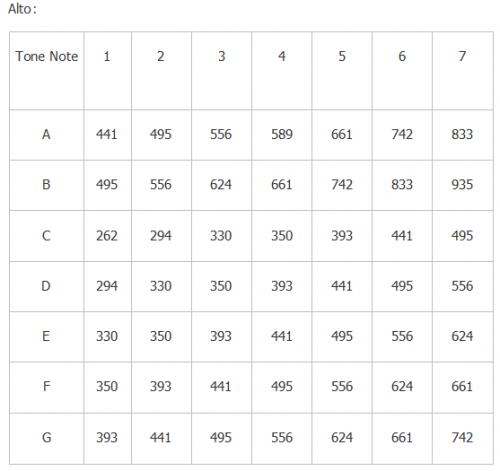 Alto：
Tone Note 1 2 3 4 5 6 7
A 441 495 556 589 661 742 833
B 495 556 624 661 742 833 935
C 262 294 330 350 393 441 495
D 294 330 350 393 441 495 556
E 330 350 393 441 495 556 624
F 350 393 441 495 556 624 661
G 393 441 495 556 624 661 742